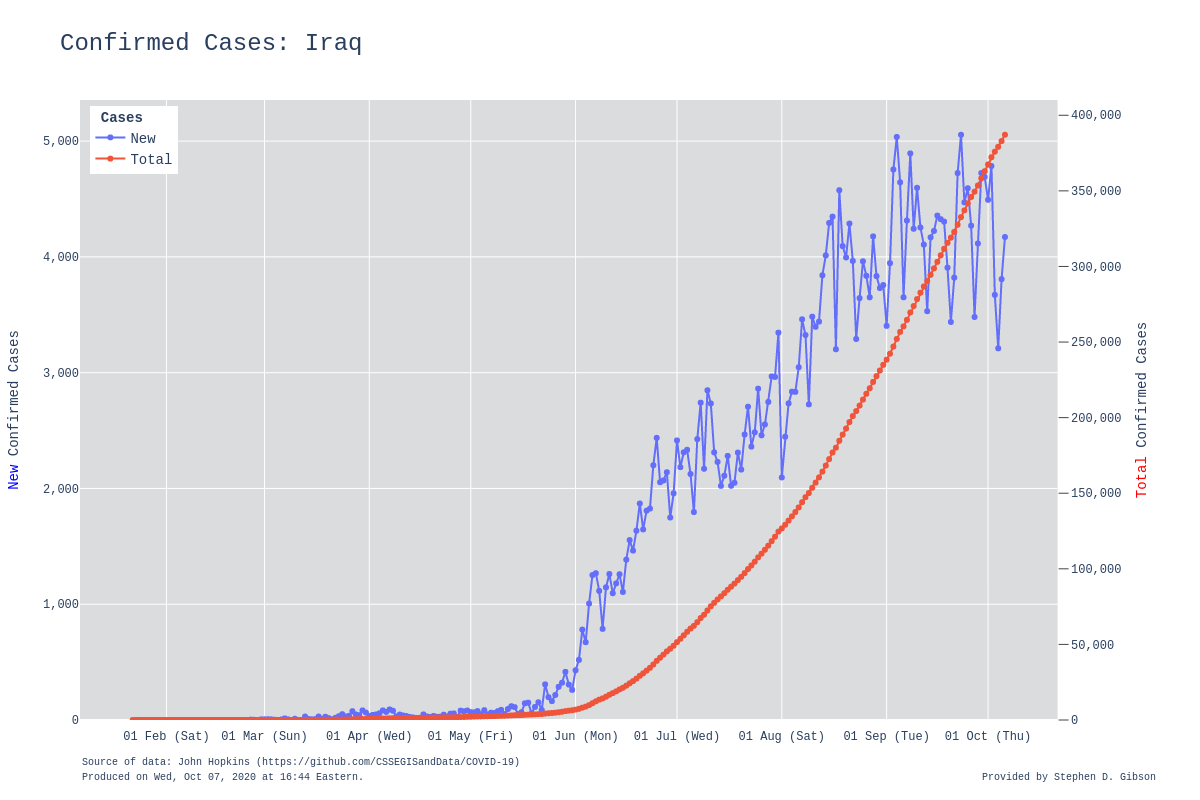 Confirmed Cases: Iraq
Cases
New
Total
5,000
4,000
3,000
2,000
1,000
0
New Confirmed Cases
400,000
350,000
300,000
250,000
200,000
150,000
100,000
50,000
0
Total Confirmed Cases
01 Feb (Sat) 01 Mar (Sun) 01 Apr (Wed) 01 May (Fri) 01 Jun (Mon) 01 Jul (Wed) 01 Aug (Sat) 01 Sep (Tue) 01 Oct (Thu)
Source of data: John Hopkins (https://github.com/CSSEGISandData/COVID-19)
Produced on Wed, Oct 07, 2020 at 16:44 Eastern.
Provided by Stephen D. Gibson